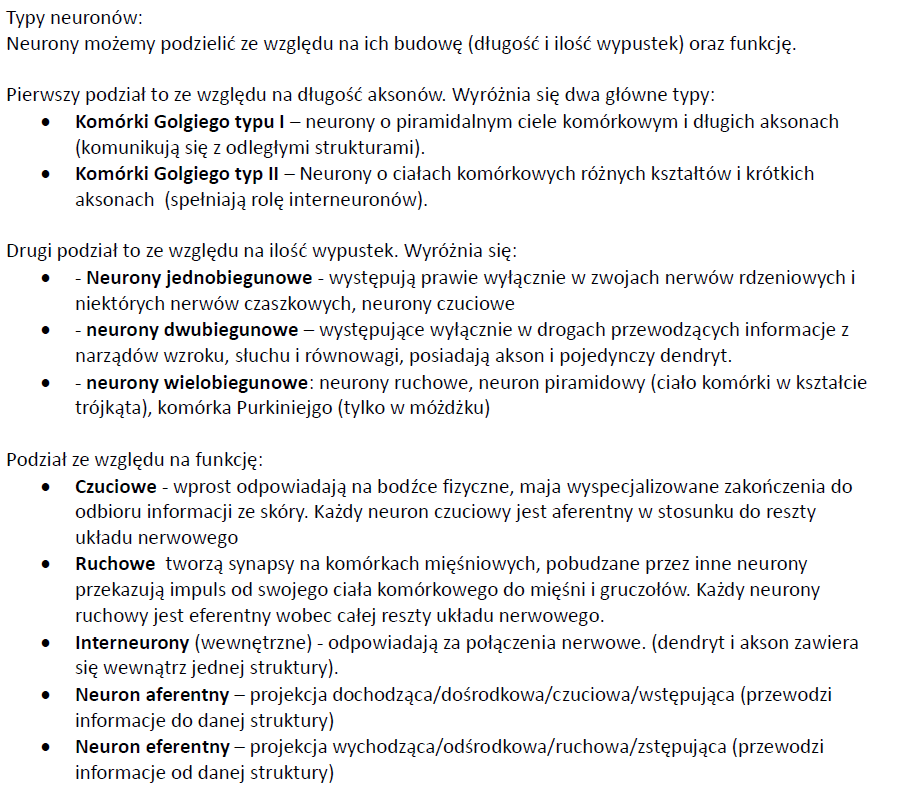 Typy neuronów:
Neurony możemy podzielić ze względu na ich budowę (długość i ilość wypustek) oraz funkcję.
Pierwszy podział to ze względu na długość aksonów. Wyróżnia się dwa główne typy:
• Komórki Golgiego typu I – neurony o piramidalnym ciele komórkowym i długich aksonach
(komunikują się z odległymi strukturami).
• Komórki Golgiego typ II – Neurony o ciałach komórkowych różnych kształtów i krótkich
aksonach (spełniają rolę interneuronów).
Drugi podział to ze względu na ilość wypustek. Wyróżnia się:
• - Neurony jednobiegunowe - występują prawie wyłącznie w zwojach nerwów rdzeniowych i
niektórych nerwów czaszkowych, neurony czuciowe
• - neurony dwubiegunowe – występujące wyłącznie w drogach przewodzących informacje z
narządów wzroku, słuchu i równowagi, posiadają akson i pojedynczy dendryt.
• - neurony wielobiegunowe: neurony ruchowe, neuron piramidowy (ciało komórki w kształcie
trójkąta), komórka Purkiniejgo (tylko w móżdżku)
Podział ze względu na funkcję:
• Czuciowe - wprost odpowiadają na bodźce fizyczne, maja wyspecjalizowane zakończenia do
odbioru informacji ze skóry. Każdy neuron czuciowy jest aferentny w stosunku do reszty
układu nerwowego
• Ruchowe tworzą synapsy na komórkach mięśniowych, pobudzane przez inne neurony
przekazują impuls od swojego ciała komórkowego do mięśni i gruczołów. Każdy neurony
ruchowy jest eferentny wobec całej reszty układu nerwowego.
• Interneurony (wewnętrzne) - odpowiadają za połączenia nerwowe. (dendryt i akson zawiera
się wewnątrz jednej struktury).
• Neuron aferentny – projekcja dochodząca/dośrodkowa/czuciowa/wstępująca (przewodzi
informacje do danej struktury)
• Neuron eferentny – projekcja wychodząca/odśrodkowa/ruchowa/zstępująca (przewodzi
informacje od danej struktury)